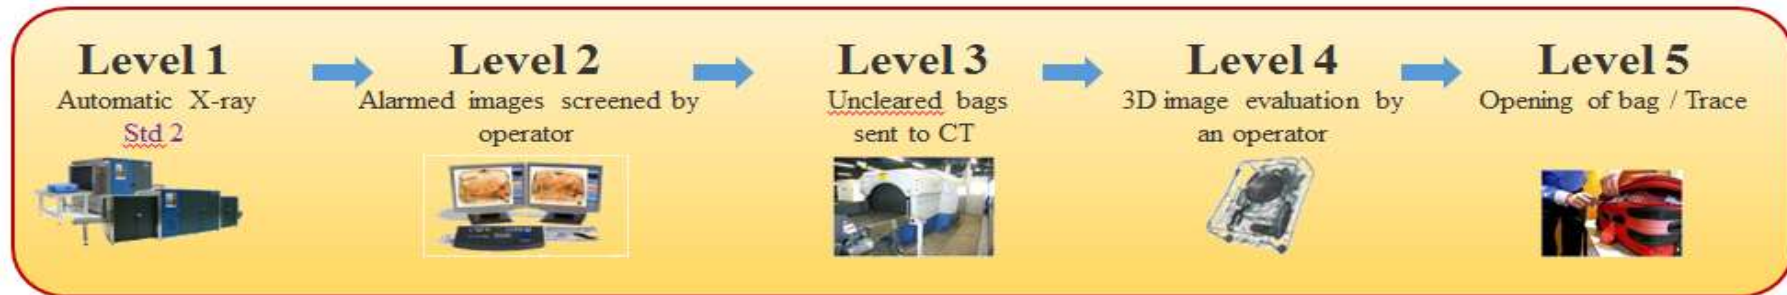 Level 1
Automatic X-ray
Std 2
Level 2
Alarmed images screened by
operator
Level 3
Uncleared bags
sent to CT
Level 4
3D image evaluation by
an operator
Level 5
Opening of bag / Trace